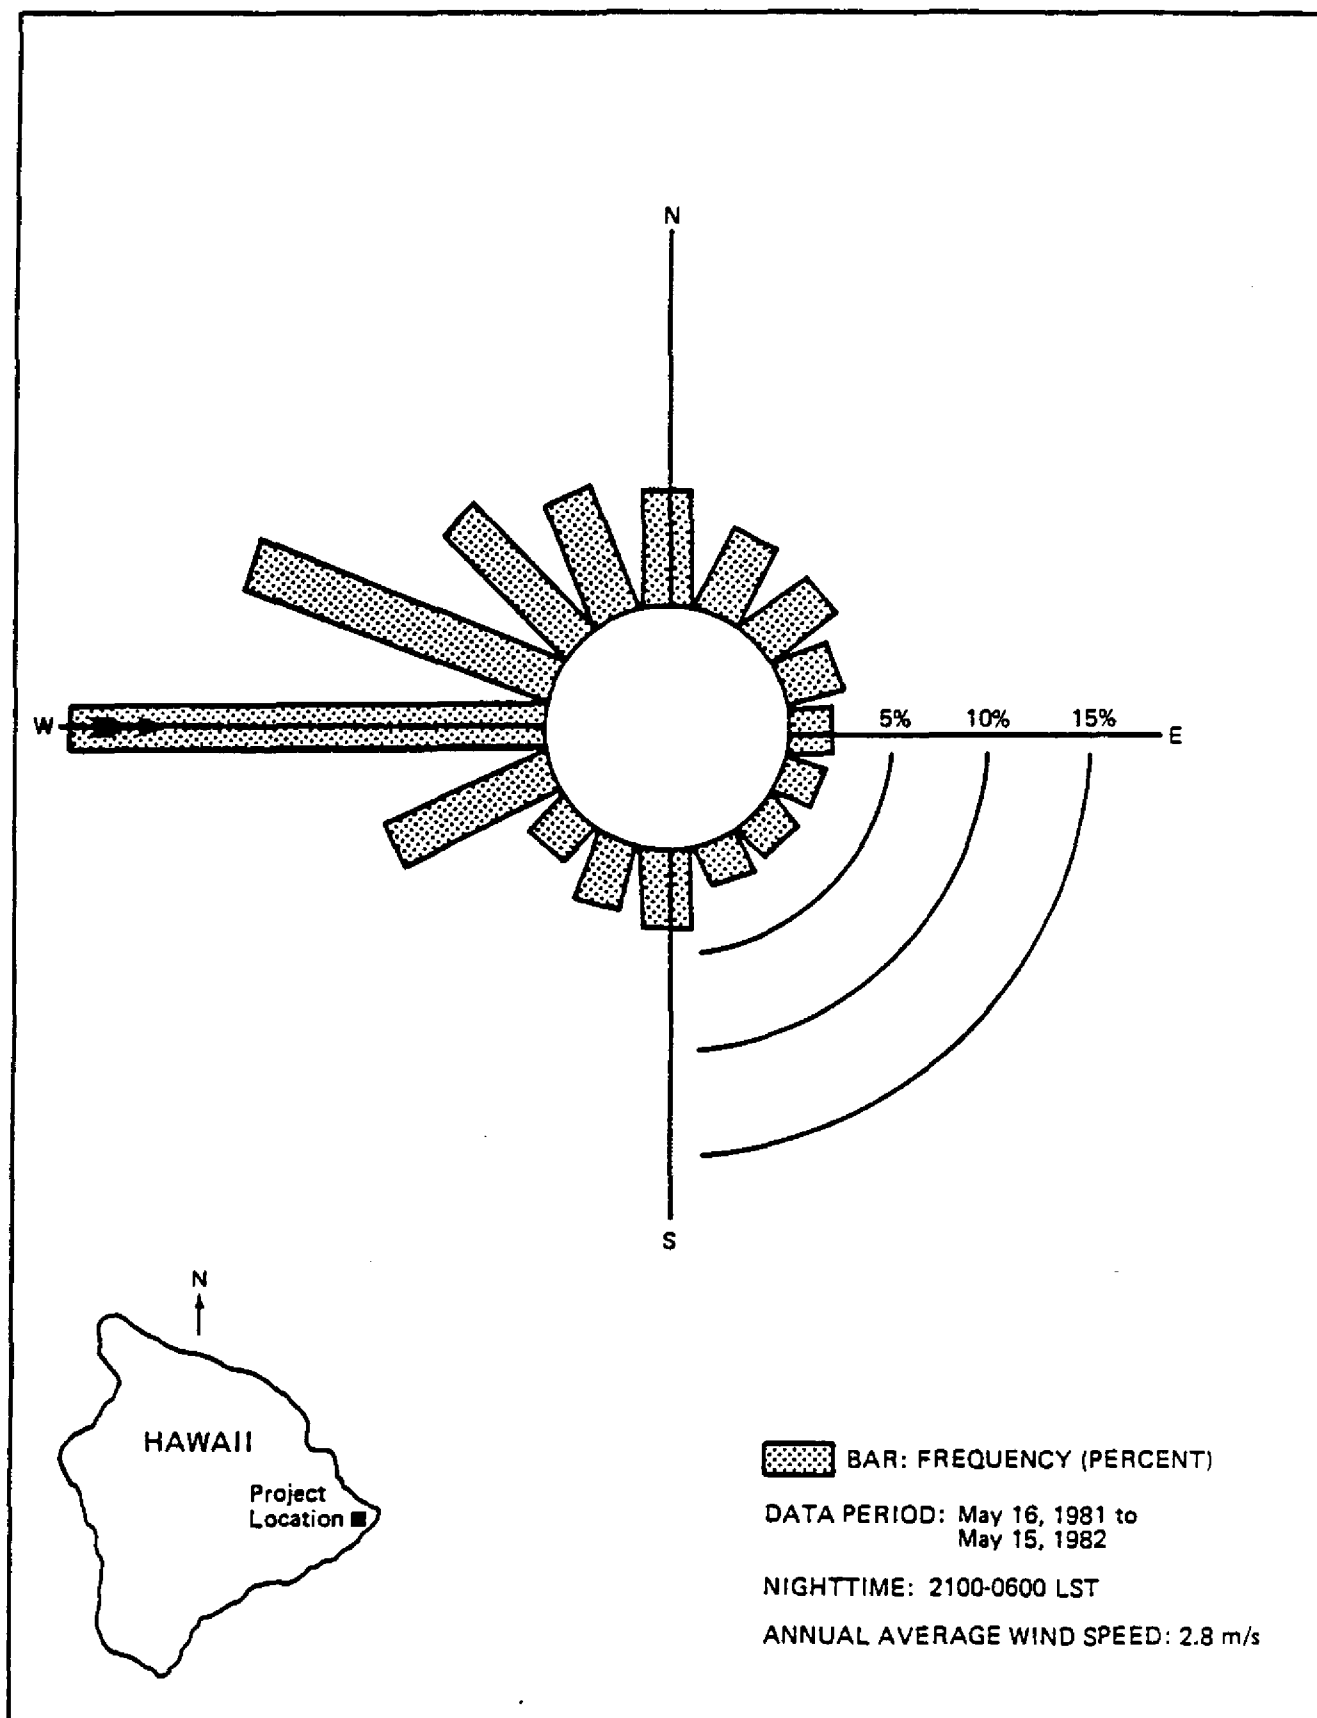 N
W
5% 10% 15%
E
S
N
HAWAII
Project
Location
BAR: FREQUENCY (PERCENT)
DATA PERIOD: May 16, 1981 to
May 15, 1982
NIGHTTIME: 2100-0600 LST
ANNUAL AVERAGE WIND SPEED: 2.8 m/s